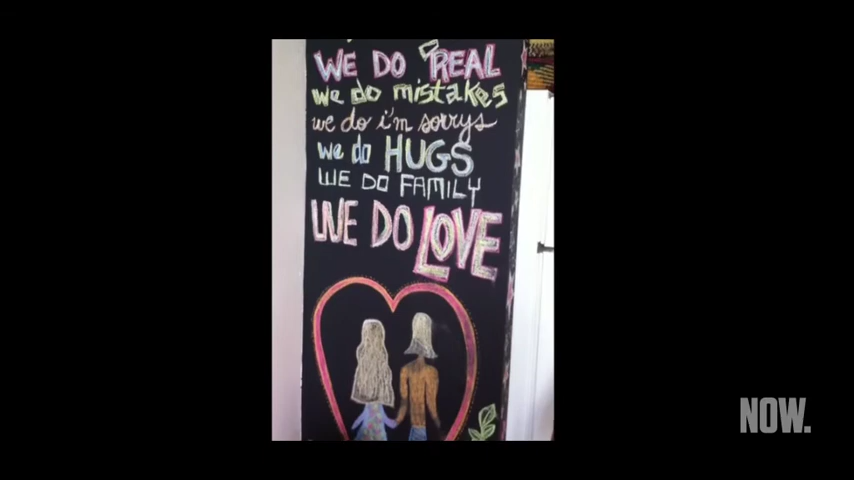 WE DO REAL
we do mistakes
we do i'm sorrys
we do HUGS
WE DO FAMILY
WE DO LOVE
NOW.